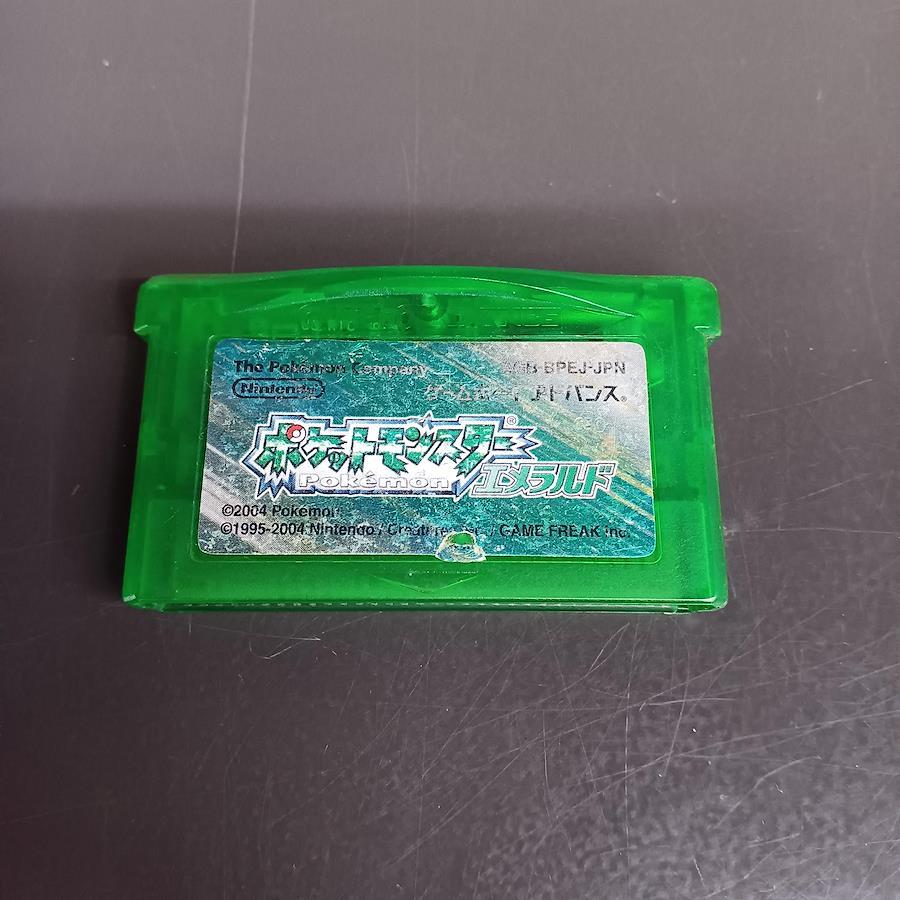 The Pokémon Company
AGB-BPEJ-JPN
Nintendo
ゲームボーイアドバンス®
ポケットモンスター®
Pokémon
エメラルド
©2004 Pokémon
©1995-2004 Nintendo / Creatures inc. / GAME FREAK inc.